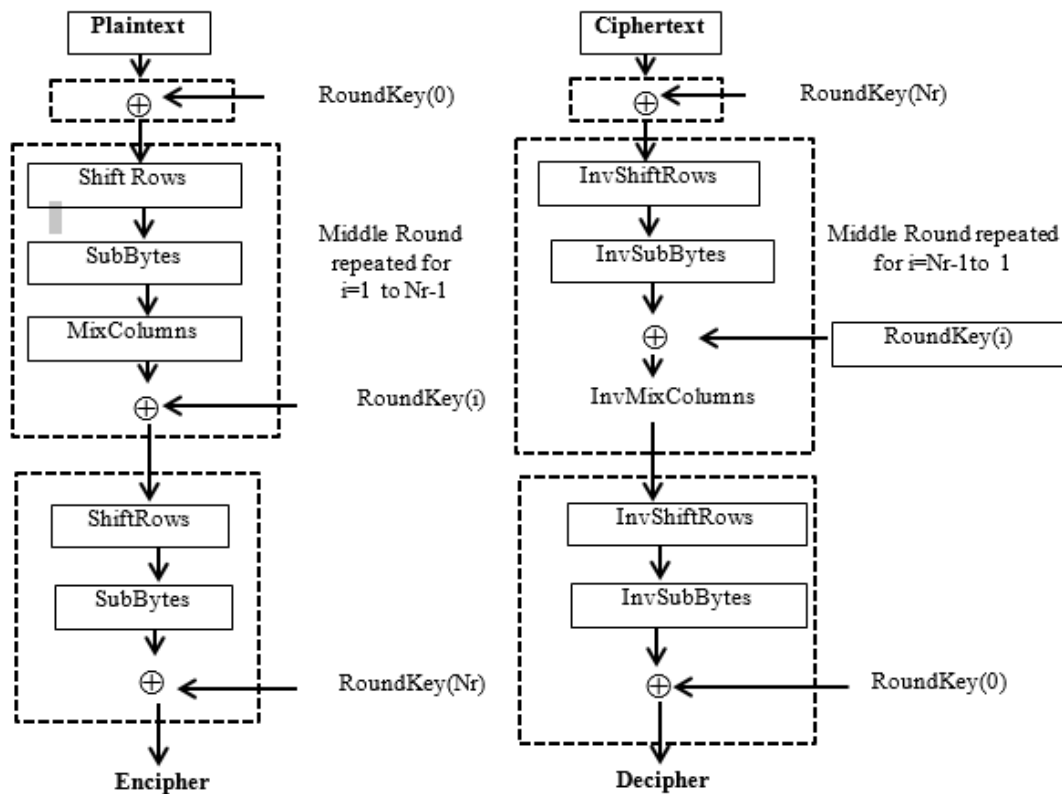 Plaintext
RoundKey(0)
Shift Rows
SubBytes
MixColumns
RoundKey(i)
Middle Round
repeated for
i=1 to Nr-1
ShiftRows
SubBytes
RoundKey(Nr)
Encipher
Ciphertext
RoundKey(Nr)
InvShiftRows
InvSubBytes
RoundKey(i)
InvMixColumns
Middle Round repeated
for i=Nr-1to 1
InvShiftRows
InvSubBytes
RoundKey(0)
Decipher